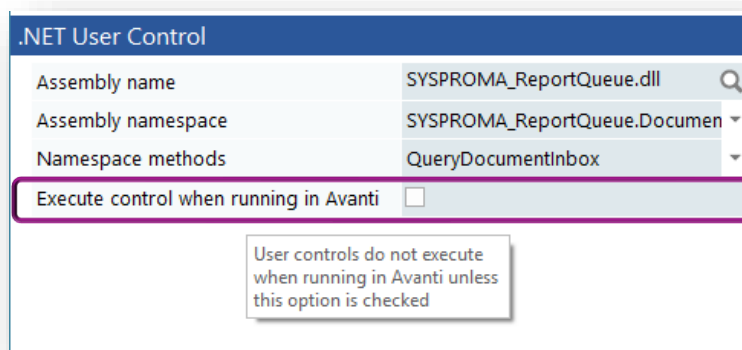 .NET User Control
Assembly name SYSPROMA_ReportQueue.dll
Assembly namespace SYSPROMA_ReportQueue.Documen
Namespace methods QueryDocumentInbox
Execute control when running in Avanti
User controls do not execute
when running in Avanti unless
this option is checked